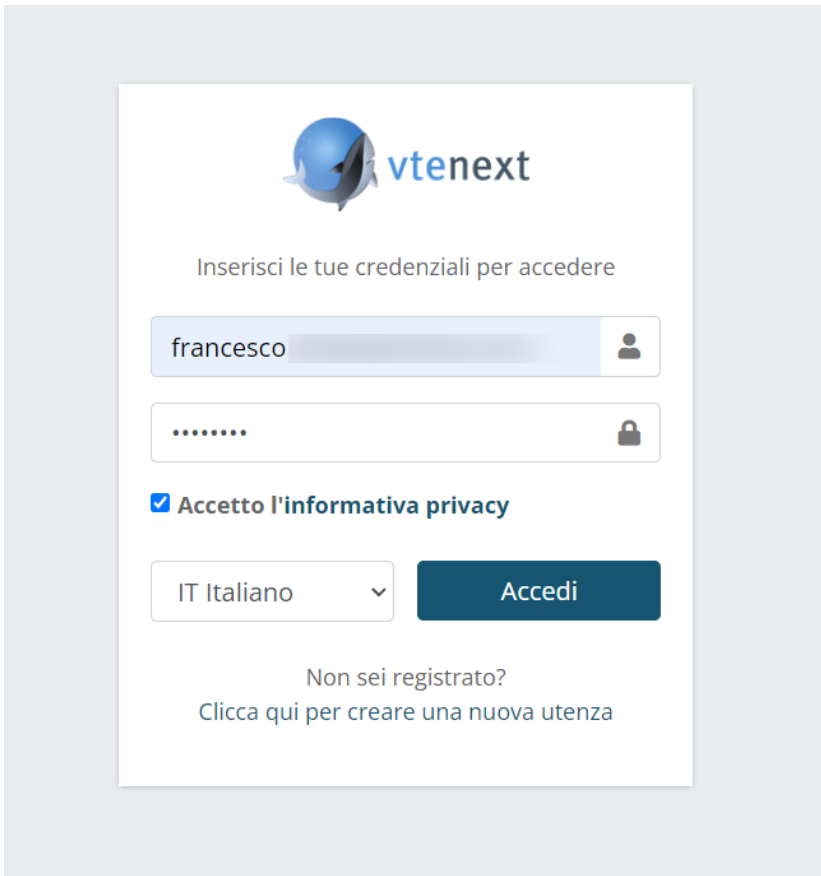 vtenext
Inserisci le tue credenziali per accedere
francesco
••••••••
Accetto l'informativa privacy
IT Italiano
Accedi
Non sei registrato?
Clicca qui per creare una nuova utenza